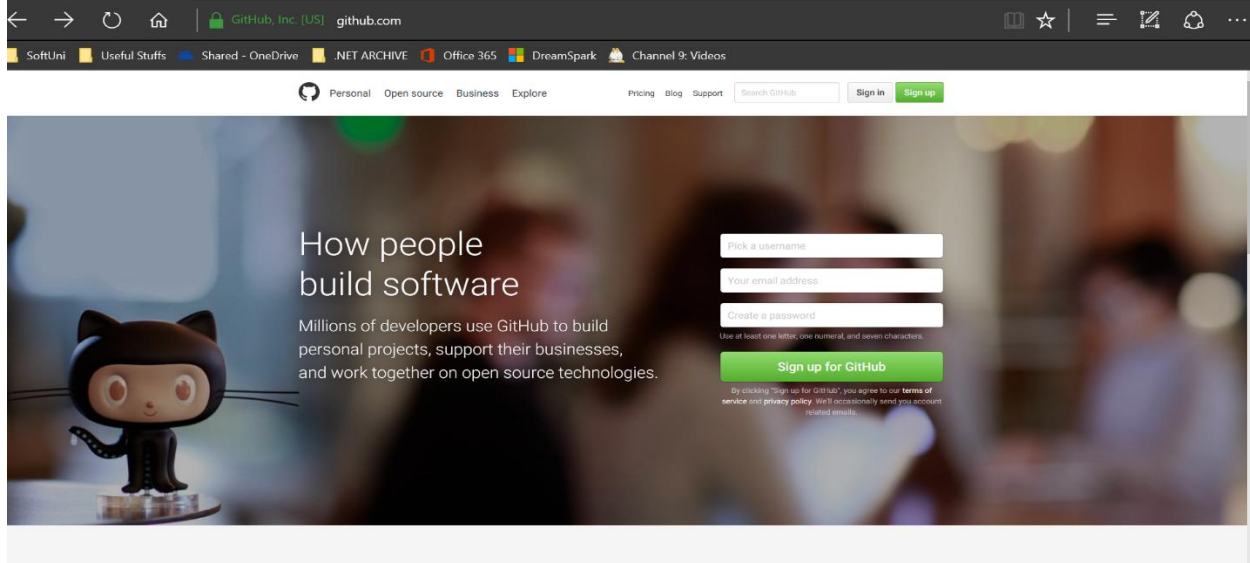 GitHub, Inc. [US] github.com
SoftUni Useful Stuffs Shared - OneDrive .NET ARCHIVE Office 365 DreamSpark Channel 9: Videos
Personal Open source Business Explore Pricing Blog Support Search GitHub Sign in Sign up
How people
build software
Millions of developers use GitHub to build
personal projects, support their businesses,
and work together on open source technologies.
Pick a username
Your email address
Create a password
Use at least one letter, one numeral, and seven characters.
Sign up for GitHub
By clicking "Sign up for GitHub", you agree to our terms of
service and privacy policy. We'll occasionally send you account
related emails.